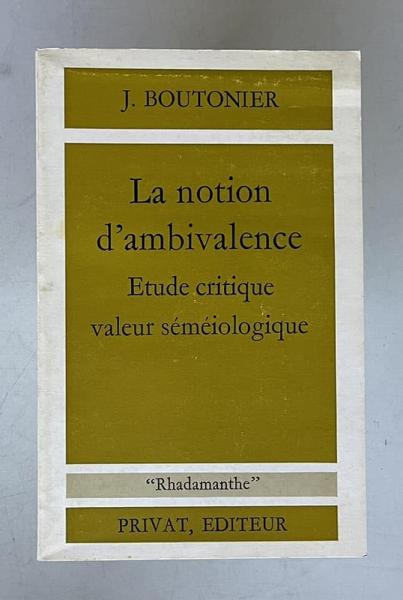 J. BOUTONIER
La notion
d’ambivalence
Etude critique
valeur séméiologique
“Rhadamanthe”
PRIVAT, EDITEUR